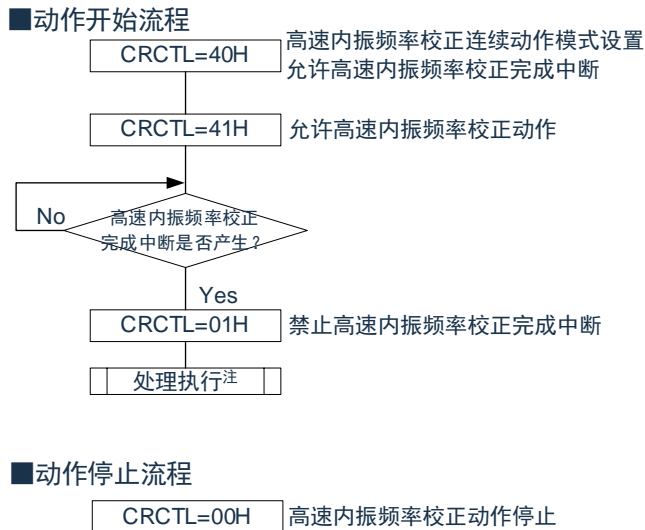 ■动作开始流程
CRCTL=40H
高速内振频率校正连续动作模式设置
允许高速内振频率校正完成中断
CRCTL=41H
允许高速内振频率校正动作
No
高速内振频率校正
完成中断是否产生？
Yes
CRCTL=01H
禁止高速内振频率校正完成中断
处理执行注
■动作停止流程
CRCTL=00H
高速内振频率校正动作停止